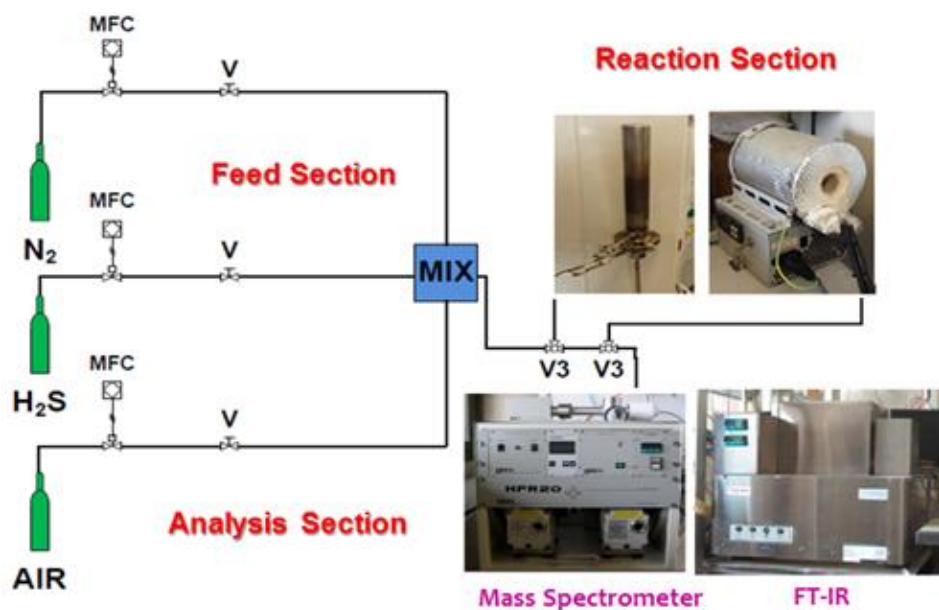 MFC
V
Reaction Section
Feed Section
N₂
MFC
V
MIX
H₂S
MFC
V
V3 V3
HPR20
Analysis Section
AIR
Mass Spectrometer
FT-IR